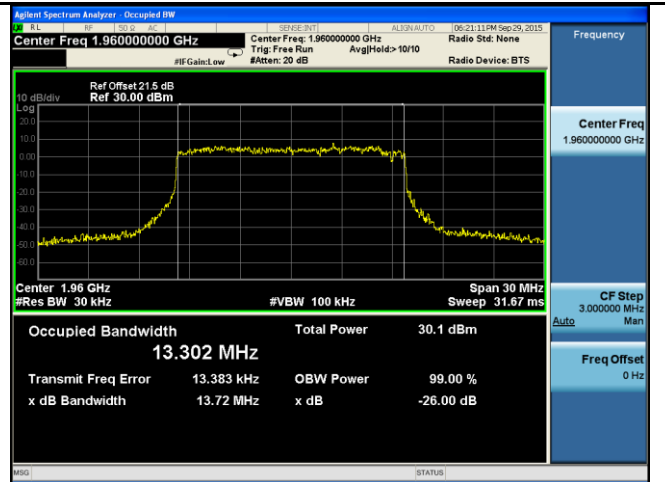 Agilent Spectrum Analyzer - Occupied BW
RL RF 50 Ω AC SENSE:INT ALIGN AUTO 06:21:11 PM Sep 29, 2015
Center Freq 1.960000000 GHz Center Freq: 1.960000000 GHz Radio Std: None Frequency
Trig: Free Run Avg|Hold:> 10/10
#IFGain:Low #Atten: 20 dB Radio Device: BTS
Ref Offset 21.5 dB
10 dB/div Ref 30.00 dBm
Log
20.0
10.0
0.00
-10.0
-20.0
-30.0
-40.0
-50.0
-60.0
Center Freq
1.960000000 GHz
Center 1.96 GHz Span 30 MHz
#Res BW 30 kHz #VBW 100 kHz Sweep 31.67 ms
CF Step
3.000000 MHz
Auto Man
Occupied Bandwidth Total Power 30.1 dBm
13.302 MHz
Freq Offset
0 Hz
Transmit Freq Error 13.383 kHz OBW Power 99.00 %
x dB Bandwidth 13.72 MHz x dB -26.00 dB
MSG STATUS